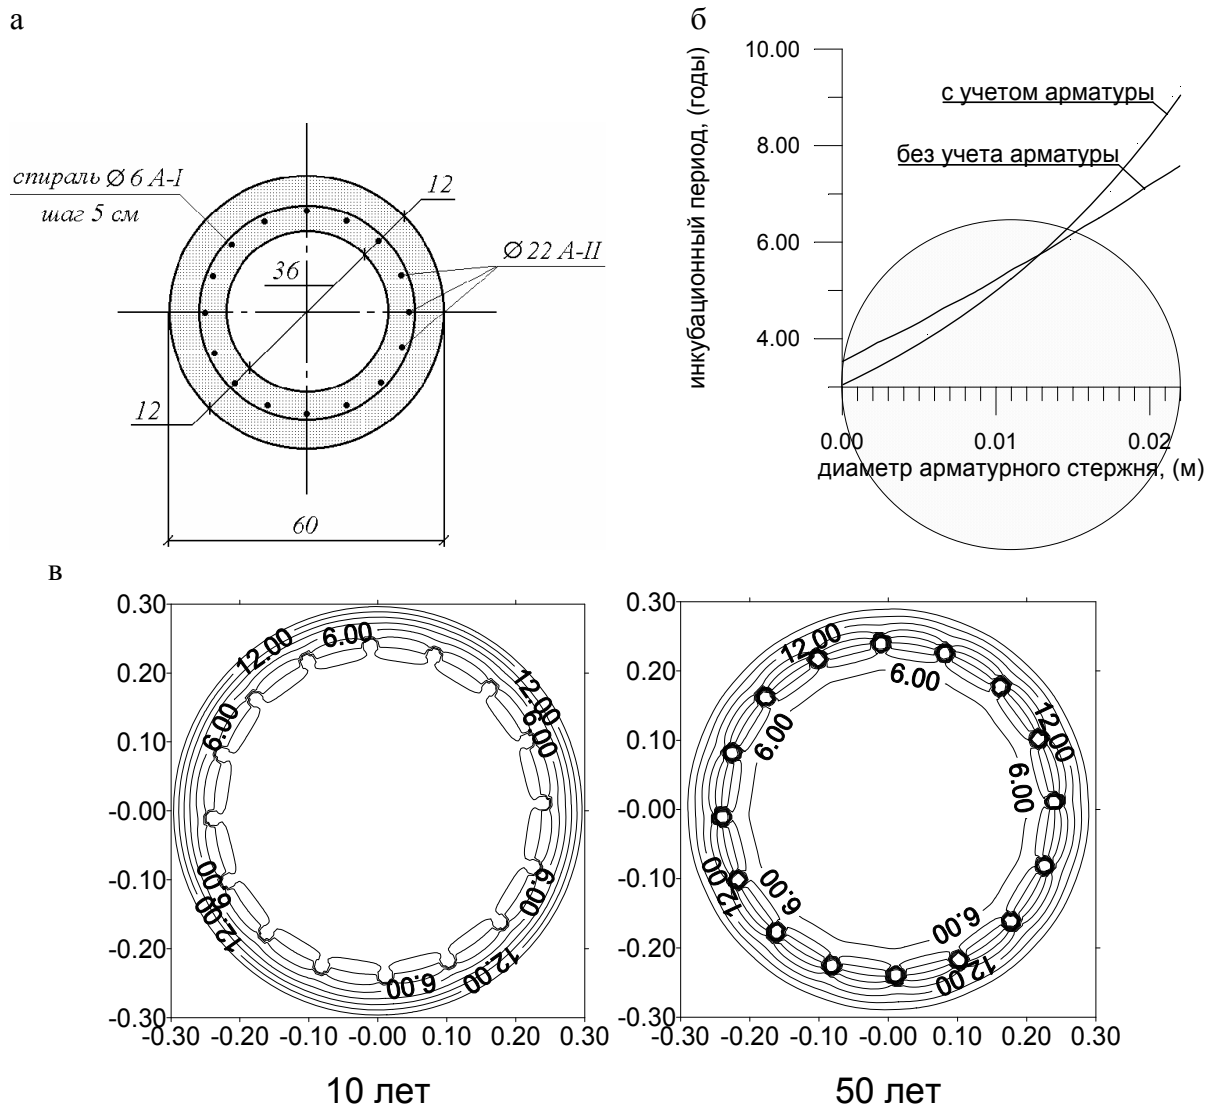 а
спираль Ø 6 А-I
шаг 5 см
12
Ø 22 А-II
36
12
60
б
инкубационный период, (годы)
10.00
8.00
6.00
4.00
с учетом арматуры
без учета арматуры
0.00 0.01 0.02
диаметр арматурного стержня, (м)
в
0.30
0.20
0.10
-0.00
-0.10
-0.20
-0.30
-0.30 -0.20 -0.10 -0.00 0.10 0.20 0.30
12.00
6.00
12.00
6.00
6.00
6.00
12.00
6.00
12.00
6.00
12.00
10 лет
0.30
0.20
0.10
-0.00
-0.10
-0.20
-0.30
-0.30 -0.20 -0.10 -0.00 0.10 0.20 0.30
12.00
6.00
12.00
6.00
6.00
12.00
6.00
6.00
12.00
50 лет